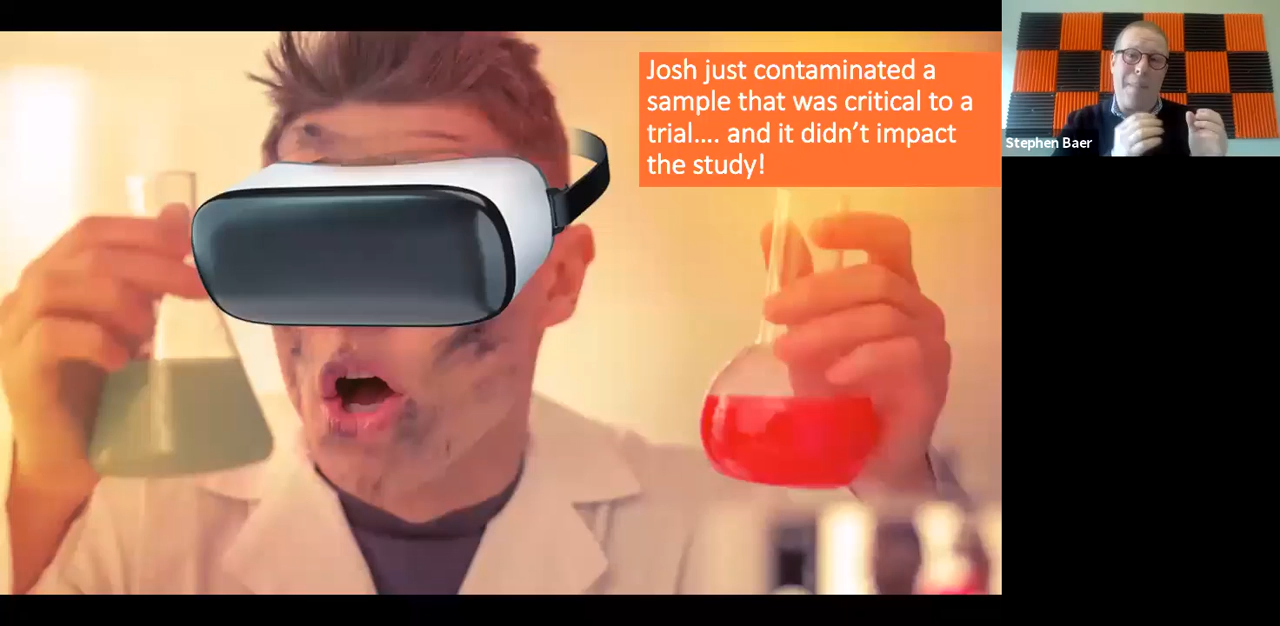 Josh just contaminated a
sample that was critical to a
trial.... and it didn’t impact
the study!
Stephen Baer